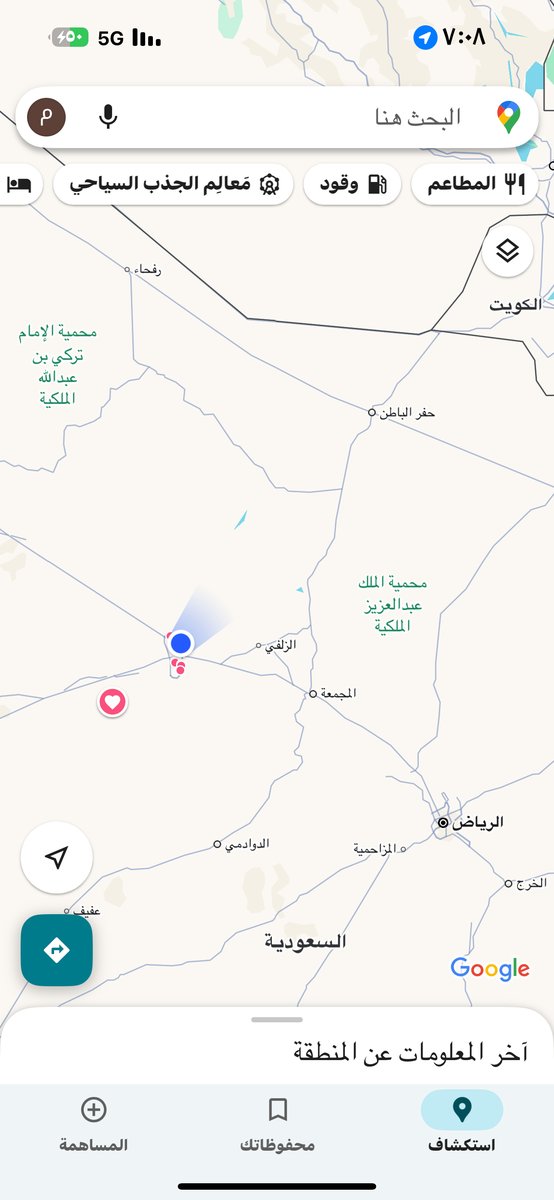 ٧:٠٨
5G
٤٥٠
البحث هنا
م
المطاعم
وقود
مَعالِم الجذب السياحي
رفحاء
الكويت
محمية الإمام
تركي بن
عبدالله
الملكية
حفر الباطن
محمية الملك
عبدالعزيز
الملكية
الزلفي
المجمعة
الرياض
الدوادمي
المزاحمية
الخرج
عفيف
السعودية
Google
آخر المعلومات عن المنطقة
استكشاف
محفوظاتك
المساهمة